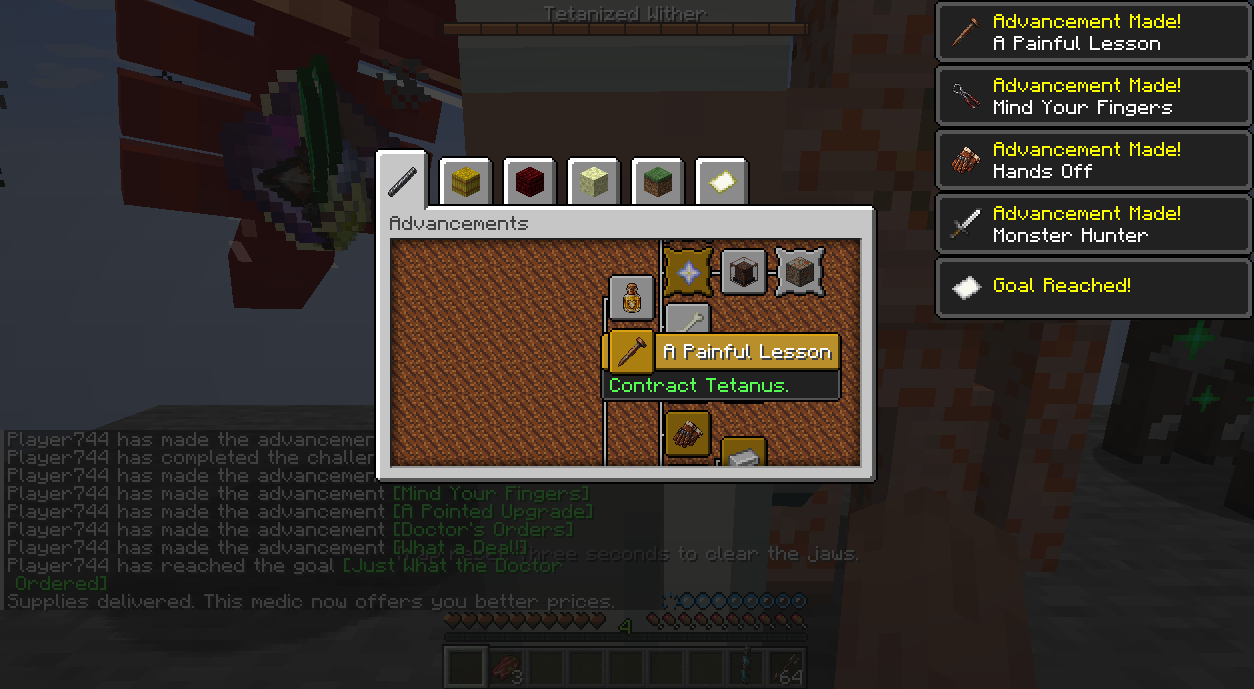 Tetanized Wither
Advancement Made!
A Painful Lesson
Advancement Made!
Mind Your Fingers
Advancement Made!
Hands Off
Advancement Made!
Monster Hunter
Goal Reached!
Advancements
A Painful Lesson
Contract Tetanus.
Player744 has made the advancement
Player744 has completed the challen
Player744 has made the advancement
Player744 has made the advancement [Mind Your Fingers]
Player744 has made the advancement [A Pointed Upgrade]
Player744 has made the advancement [Doctor's Orders]
Player744 has made the advancement [What a Deal!]
three seconds to clear the jaws.
Player744 has reached the goal [Just What the Doctor
Ordered]
Supplies delivered. This medic now offers you better prices.
4
3
64